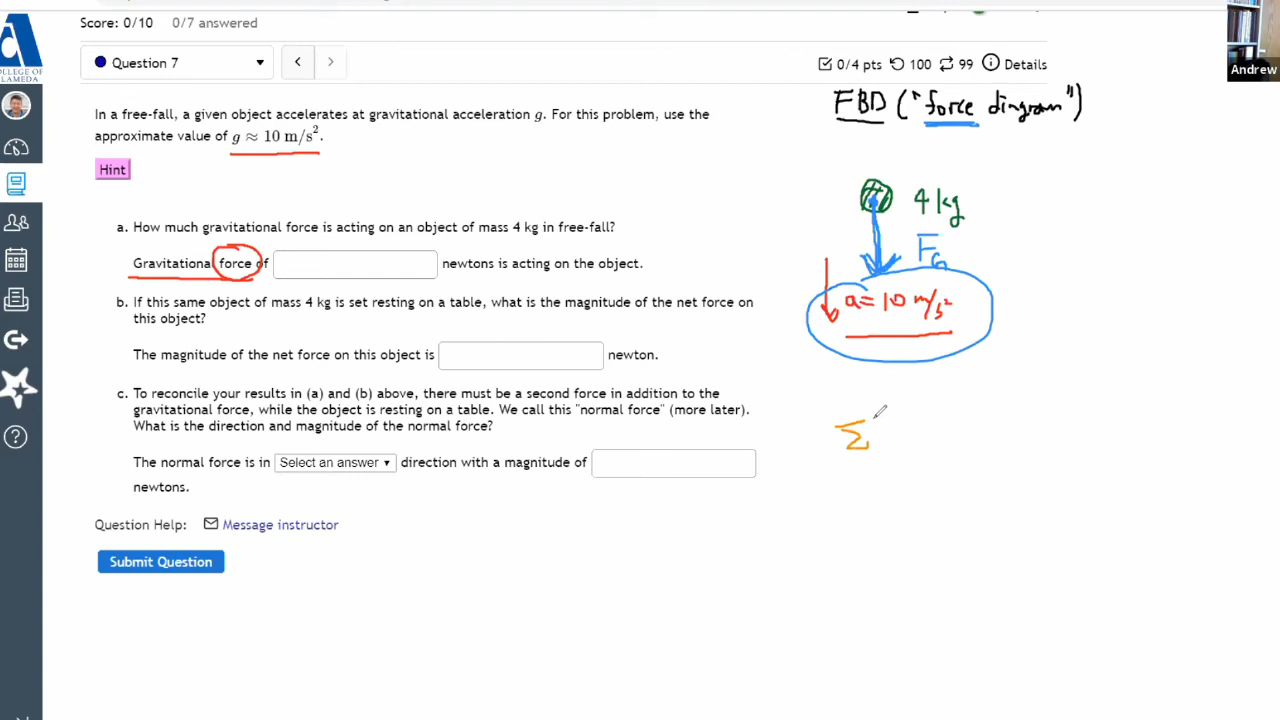 Score: 0/10 0/7 answered
Question 7
0/4 pts 100 99 Details
Andrew
COLLEGE OF
ALAMEDA
FBD ("force diagram")
In a free-fall, a given object accelerates at gravitational acceleration g. For this problem, use the
approximate value of g ≈ 10 m/s².
Hint
4 kg
F_G
a = 10 m/s²
a. How much gravitational force is acting on an object of mass 4 kg in free-fall?
Gravitational force of newtons is acting on the object.
b. If this same object of mass 4 kg is set resting on a table, what is the magnitude of the net force on
this object?
The magnitude of the net force on this object is newton.
c. To reconcile your results in (a) and (b) above, there must be a second force in addition to the
gravitational force, while the object is resting on a table. We call this "normal force" (more later).
What is the direction and magnitude of the normal force?
Σ
The normal force is in Select an answer direction with a magnitude of
newtons.
Question Help: Message instructor
Submit Question